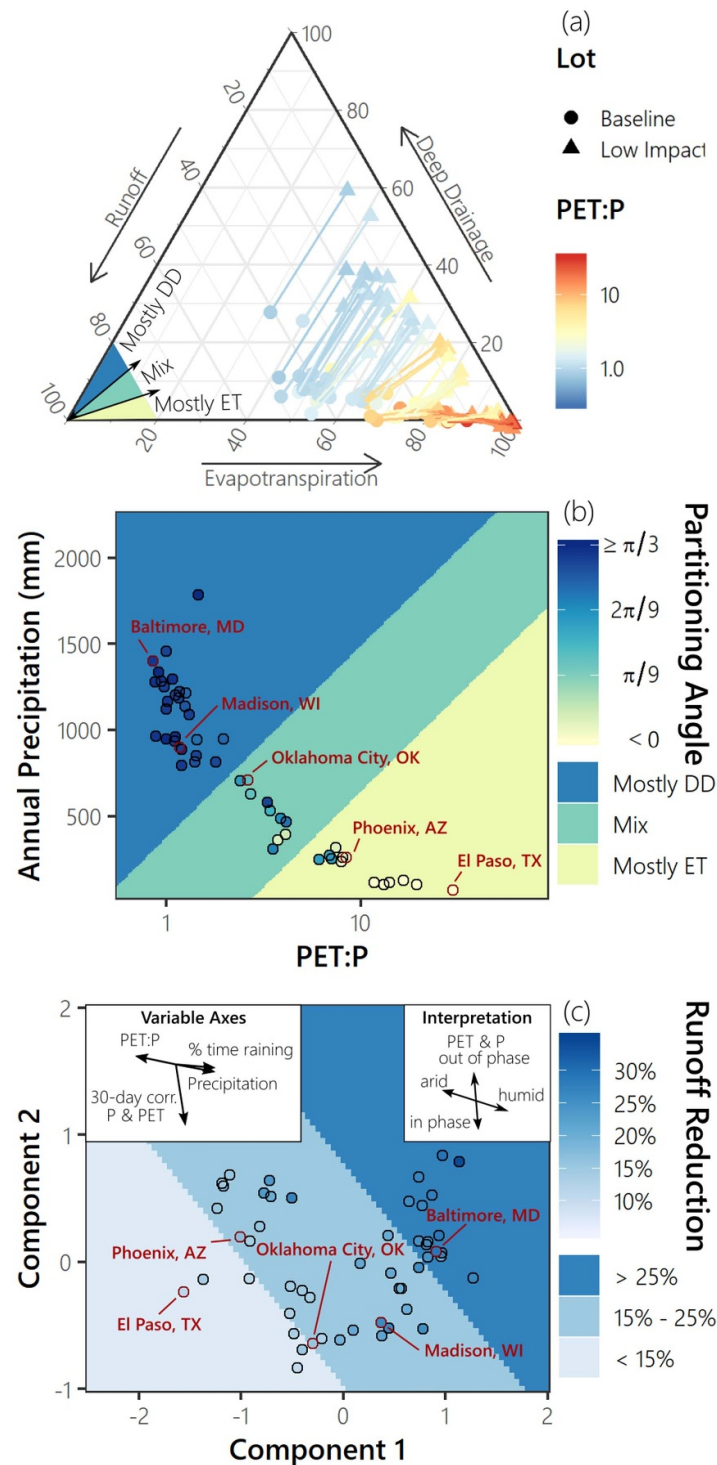 (a)
Lot
Baseline
Low Impact
PET:P
10
1.0
100
80
60
40
20
Deep Drainage
20
40
60
80
100
Runoff
Mostly DD
Mix
Mostly ET
20
40
60
80
100
Evapotranspiration
(b)
Annual Precipitation (mm)
2000
1500
1000
500
Baltimore, MD
Madison, WI
Oklahoma City, OK
Phoenix, AZ
El Paso, TX
1
10
PET:P
Partitioning Angle
≥ π/3
2π/9
π/9
< 0
Mostly DD
Mix
Mostly ET
(c)
Component 2
2
1
0
-1
Variable Axes
PET:P
% time raining
Precipitation
30-day corr.
P & PET
Interpretation
PET & P
out of phase
arid
humid
in phase
Baltimore, MD
Phoenix, AZ
Oklahoma City, OK
El Paso, TX
Madison, WI
-2
-1
0
1
2
Component 1
Runoff Reduction
30%
25%
20%
15%
10%
> 25%
15% - 25%
< 15%